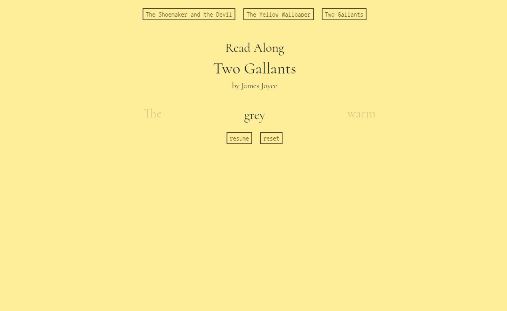 The Shoemaker and the Devil The Yellow Wallpaper Two Gallants
Read Along
Two Gallants
by James Joyce
The grey warm
resume reset